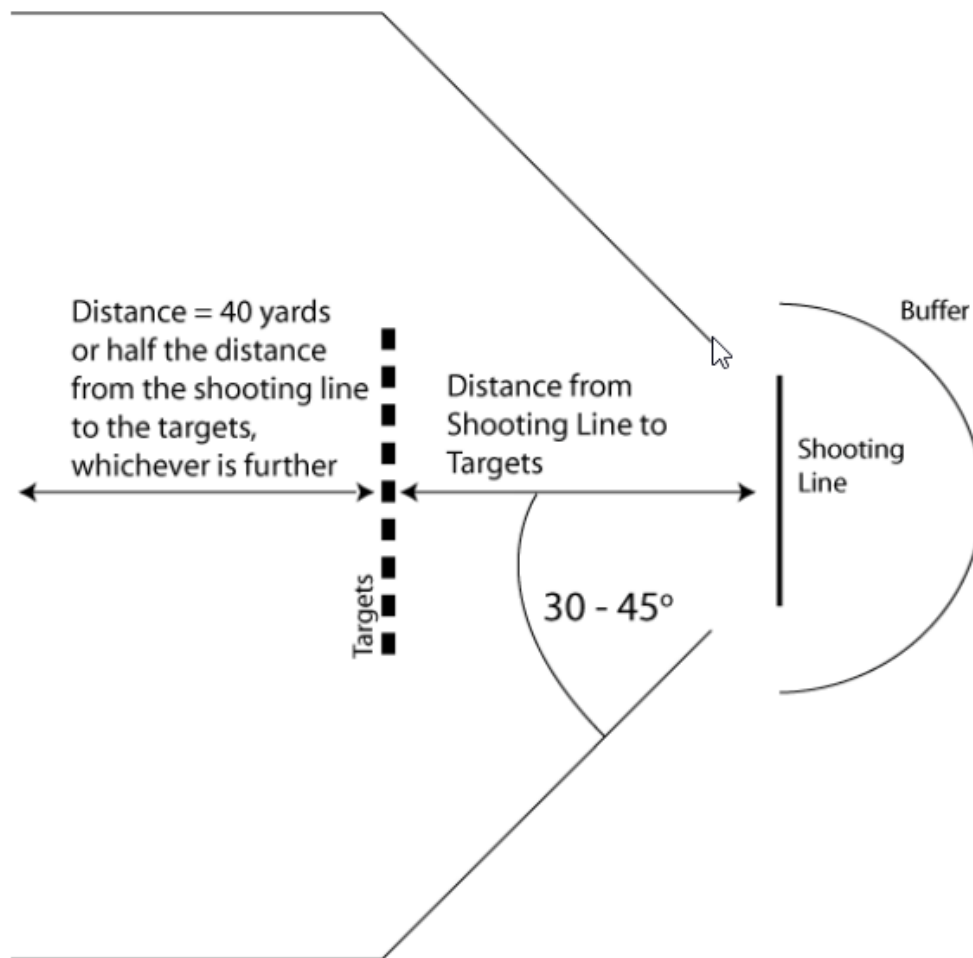 Distance = 40 yards
or half the distance
from the shooting line
to the targets,
whichever is further
Targets
Distance from
Shooting Line to
Targets
30 - 45º
Buffer
Shooting
Line